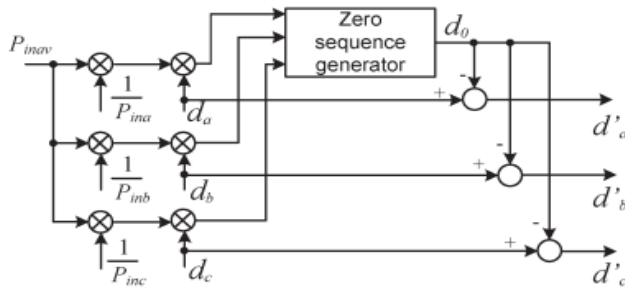 P_inav
Zero
sequence
generator
d_0
-
1
P_ina
d_a
+
d'_a
1
P_inb
d_b
-
+
d'_b
1
P_inc
d_c
-
+
d'_c